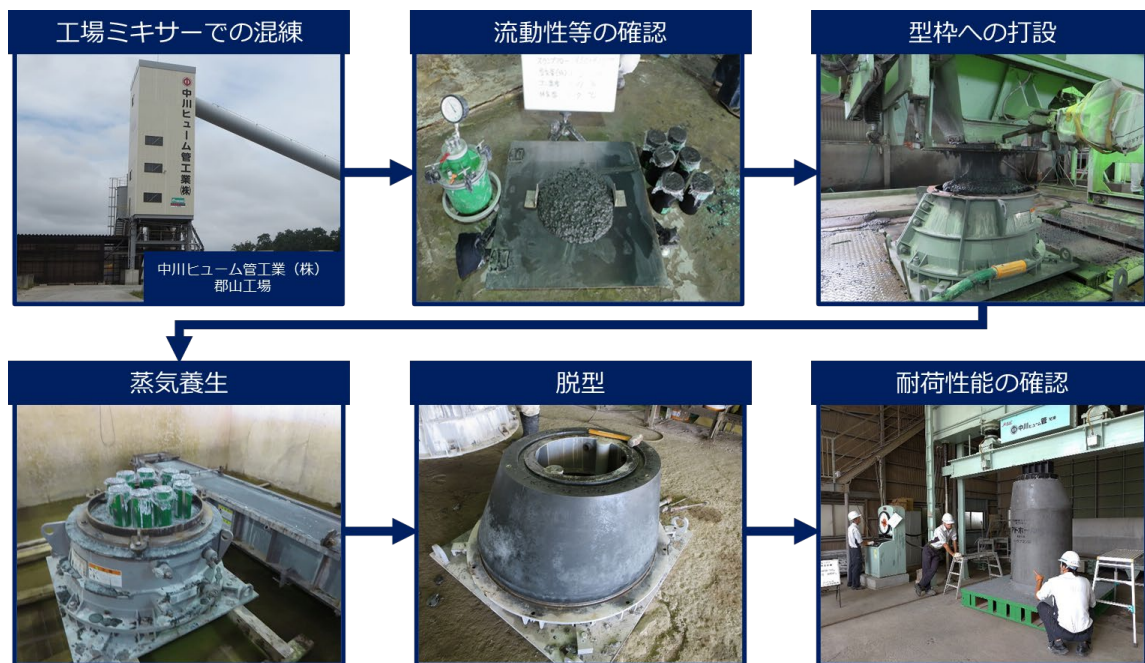 工場ミキサーでの混練
流動性等の確認
型枠への打設
中川ヒューム管工業㈱
中川ヒューム管工業（株）
郡山工場
蒸気養生
脱型
耐荷性能の確認
中川ヒューム管